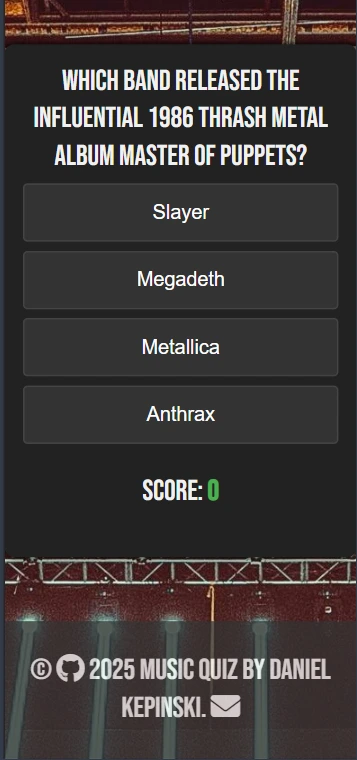 WHICH BAND RELEASED THE
INFLUENTIAL 1986 THRASH METAL
ALBUM MASTER OF PUPPETS?
Slayer
Megadeth
Metallica
Anthrax
SCORE: 0
© 2025 MUSIC QUIZ BY DANIEL
KEPINSKI.